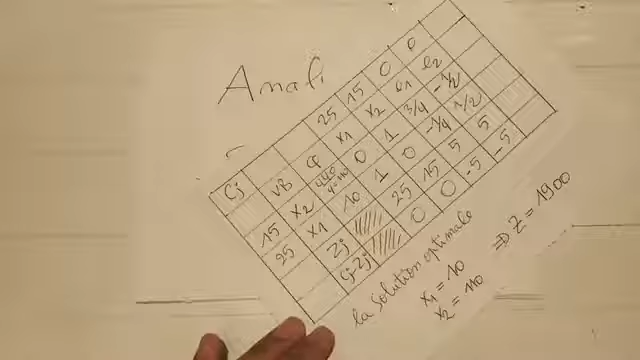 Anali
25 15 0 0
Cj VB Q x1 x2 e1 e2
15 x2 0 1 3/4 -1/2
25 x1 10 1 0 -1/4 1/2
Zj 25 15 5 5
Cj-Zj 0 0 -5 -5
la solution optimale
x1 = 10
x2 = 110
⇒ Z = 1900